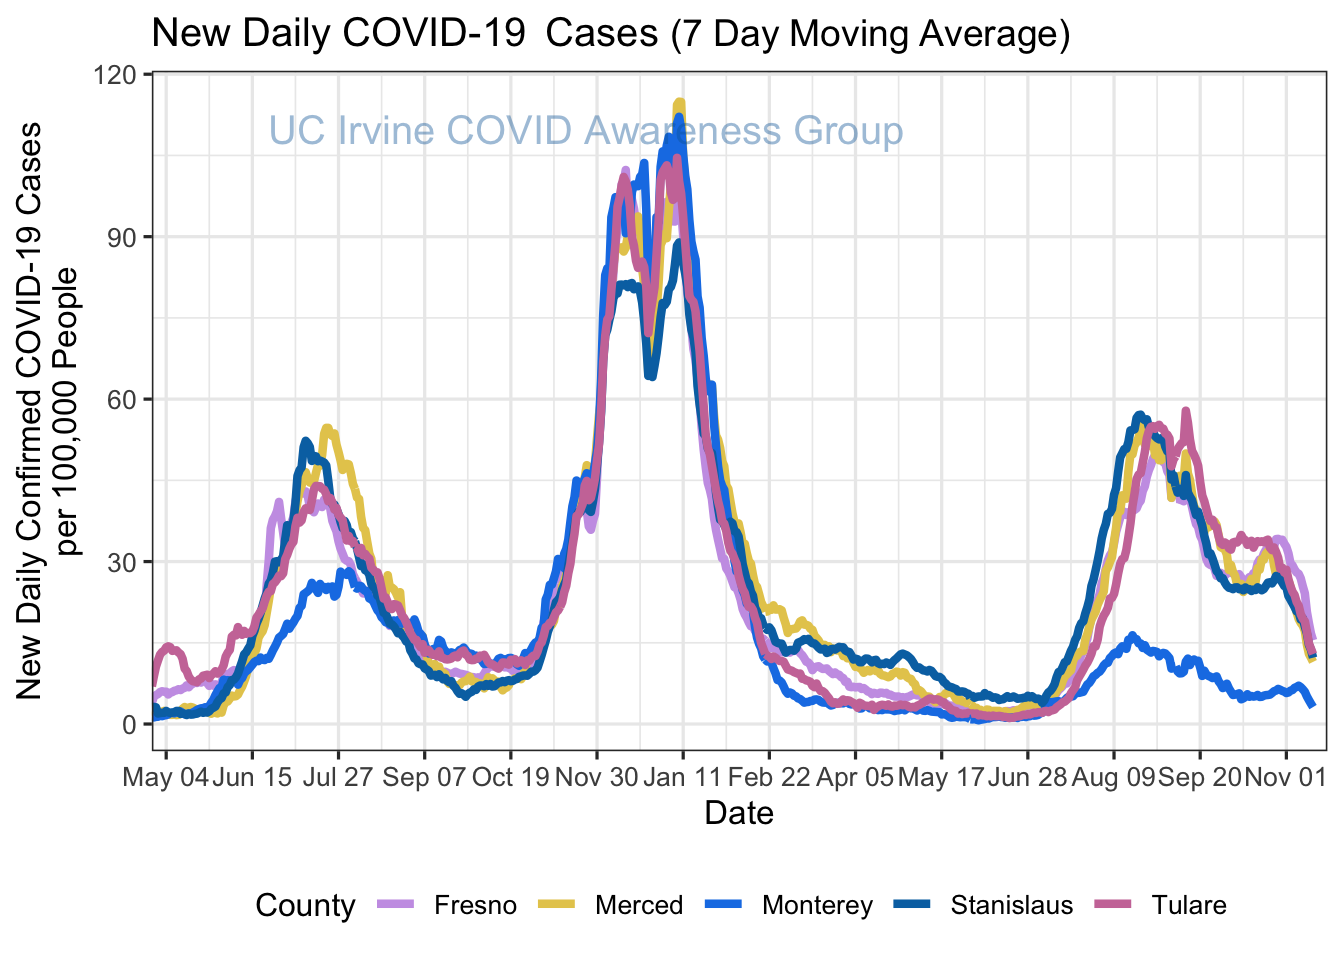 New Daily COVID-19  Cases (7 Day Moving Average)
UC Irvine COVID Awareness Group
New Daily Confirmed COVID-19 Cases
per 100,000 People
120
90
60
30
0
May 04 Jun 15 Jul 27 Sep 07 Oct 19 Nov 30 Jan 11 Feb 22 Apr 05 May 17 Jun 28 Aug 09 Sep 20 Nov 01
Date
County Fresno Merced Monterey Stanislaus Tulare